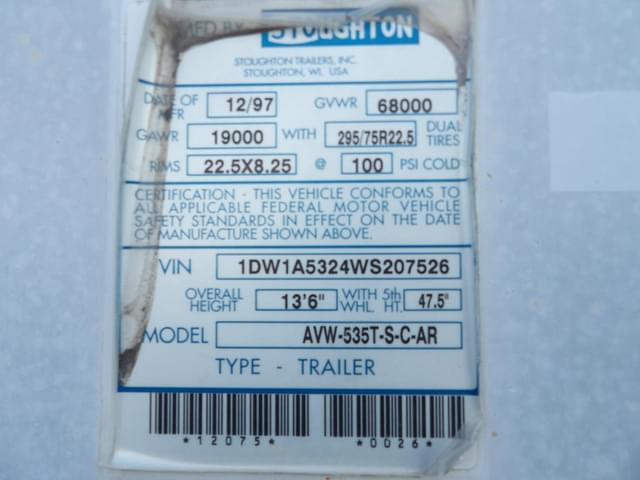 MFD BY STOUGHTON
STOUGHTON TRAILERS, INC.
STOUGHTON, WI. USA
DATE OF MFR 12/97 GVWR 68000
GAWR 19000 WITH 295/75R22.5 DUAL TIRES
RIMS 22.5X8.25 @ 100 PSI COLD
CERTIFICATION - THIS VEHICLE CONFORMS TO
ALL APPLICABLE FEDERAL MOTOR VEHICLE
SAFETY STANDARDS IN EFFECT ON THE DATE
OF MANUFACTURE SHOWN ABOVE.
VIN 1DW1A5324WS207526
OVERALL HEIGHT 13'6" WITH 5th WHL. HT. 47.5"
MODEL AVW-535T-S-C-AR
TYPE - TRAILER
*12075* *0026*